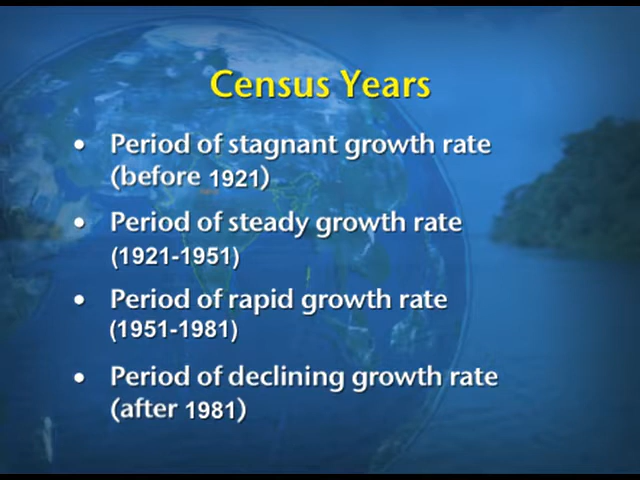 Census Years
• Period of stagnant growth rate
(before 1921)
• Period of steady growth rate
(1921-1951)
• Period of rapid growth rate
(1951-1981)
• Period of declining growth rate
(after 1981)